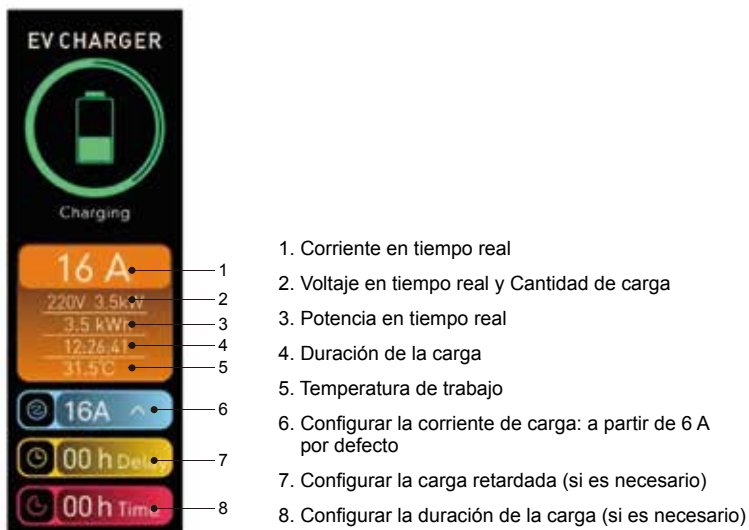 EV CHARGER
Charging
16 A
1
220V 3.5kW
2
3.5 kWh
3
12:26:41
4
31.5℃
5
16A
6
00 h Delay
7
00 h Time
8
1. Corriente en tiempo real
2. Voltaje en tiempo real y Cantidad de carga
3. Potencia en tiempo real
4. Duración de la carga
5. Temperatura de trabajo
6. Configurar la corriente de carga: a partir de 6 A
por defecto
7. Configurar la carga retardada (si es necesario)
8. Configurar la duración de la carga (si es necesario)